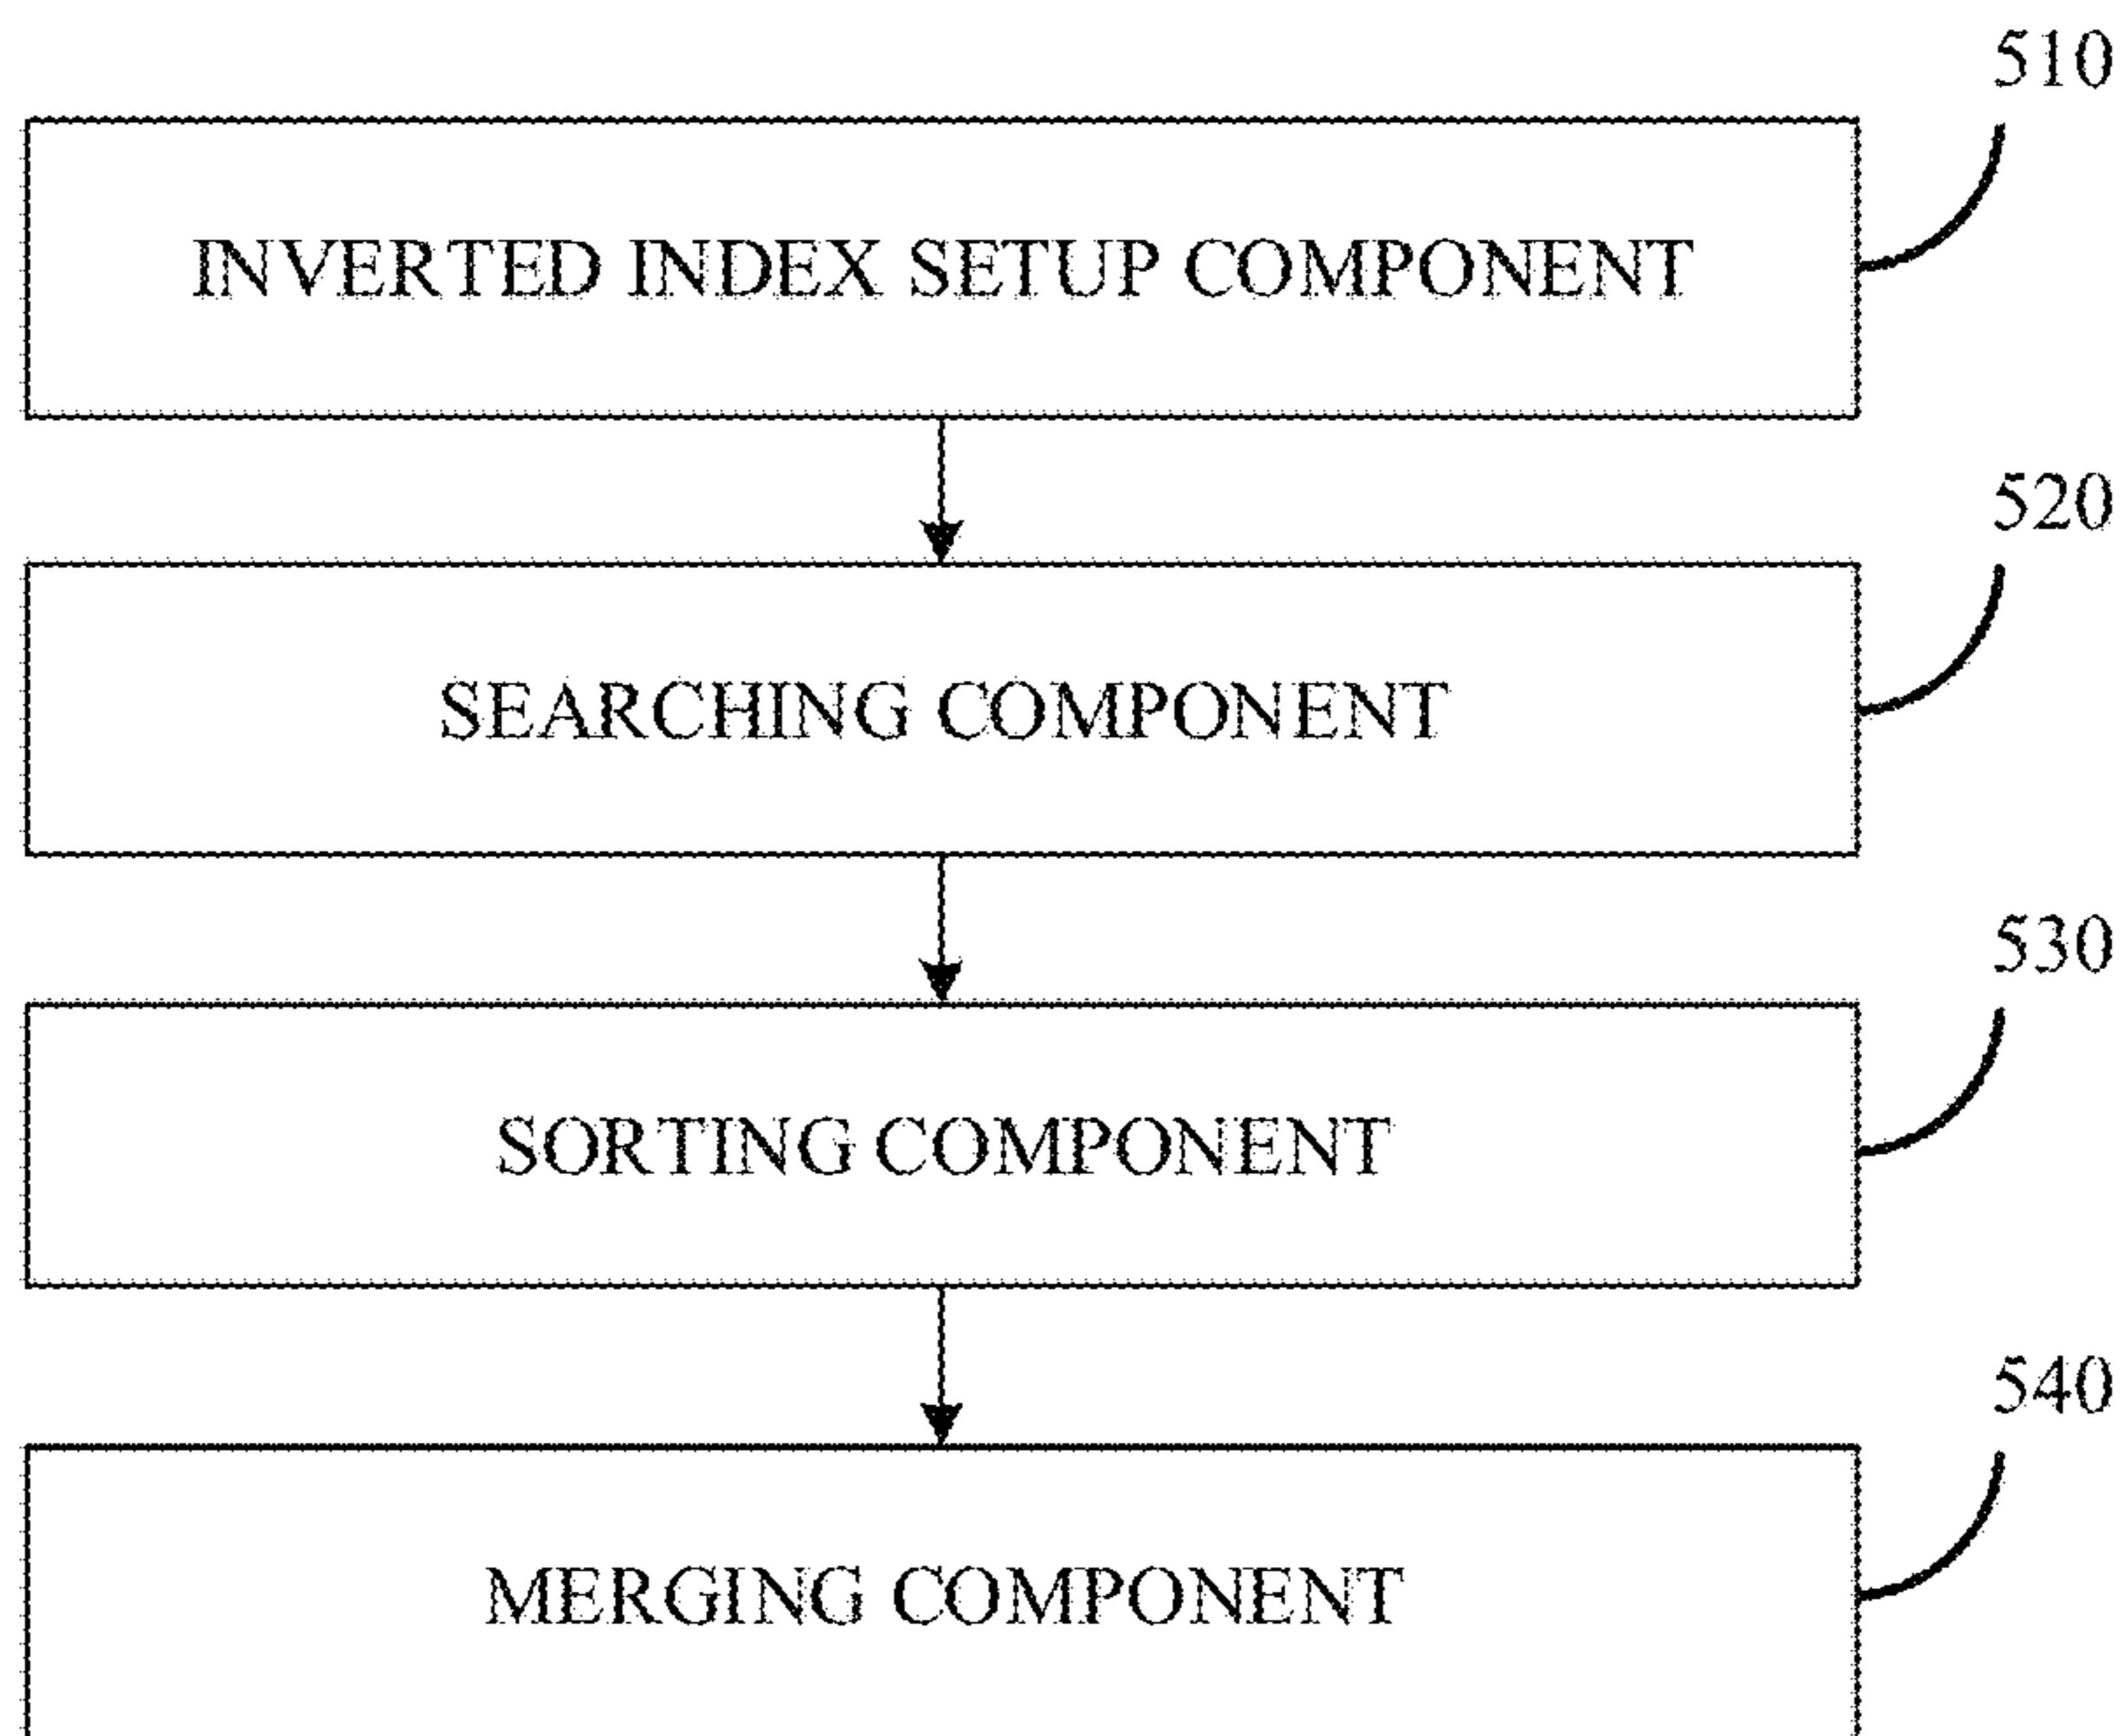 510
INVERTED INDEX SETUP COMPONENT
520
SEARCHING COMPONENT
530
SORTING COMPONENT
540
MERGING COMPONENT